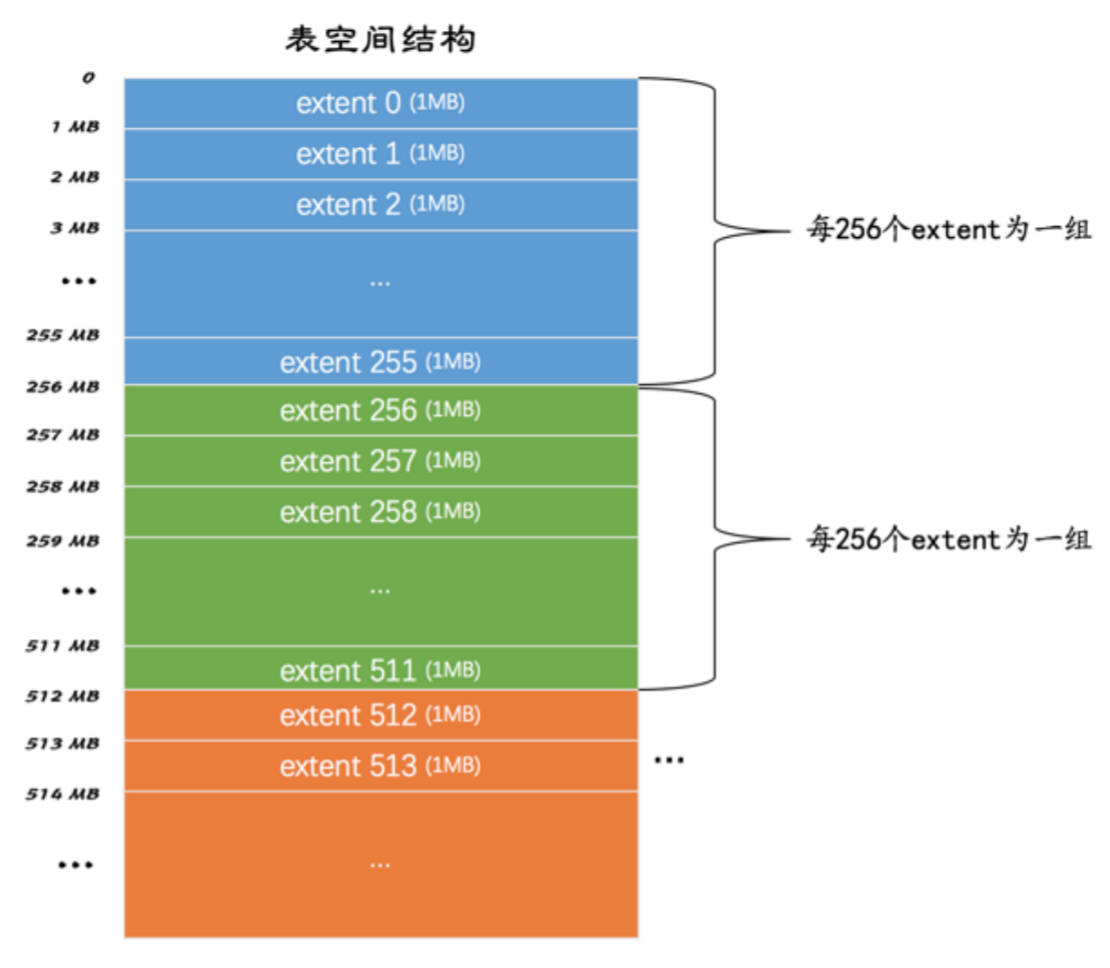 表空间结构
0
extent 0 (1MB)
1 MB
extent 1 (1MB)
2 MB
extent 2 (1MB)
每256个extent为一组
3 MB
...
...
255 MB
extent 255 (1MB)
256 MB
extent 256 (1MB)
257 MB
extent 257 (1MB)
258 MB
extent 258 (1MB)
259 MB
每256个extent为一组
...
...
511 MB
extent 511 (1MB)
512 MB
extent 512 (1MB)
513 MB
extent 513 (1MB)
...
514 MB
...
...